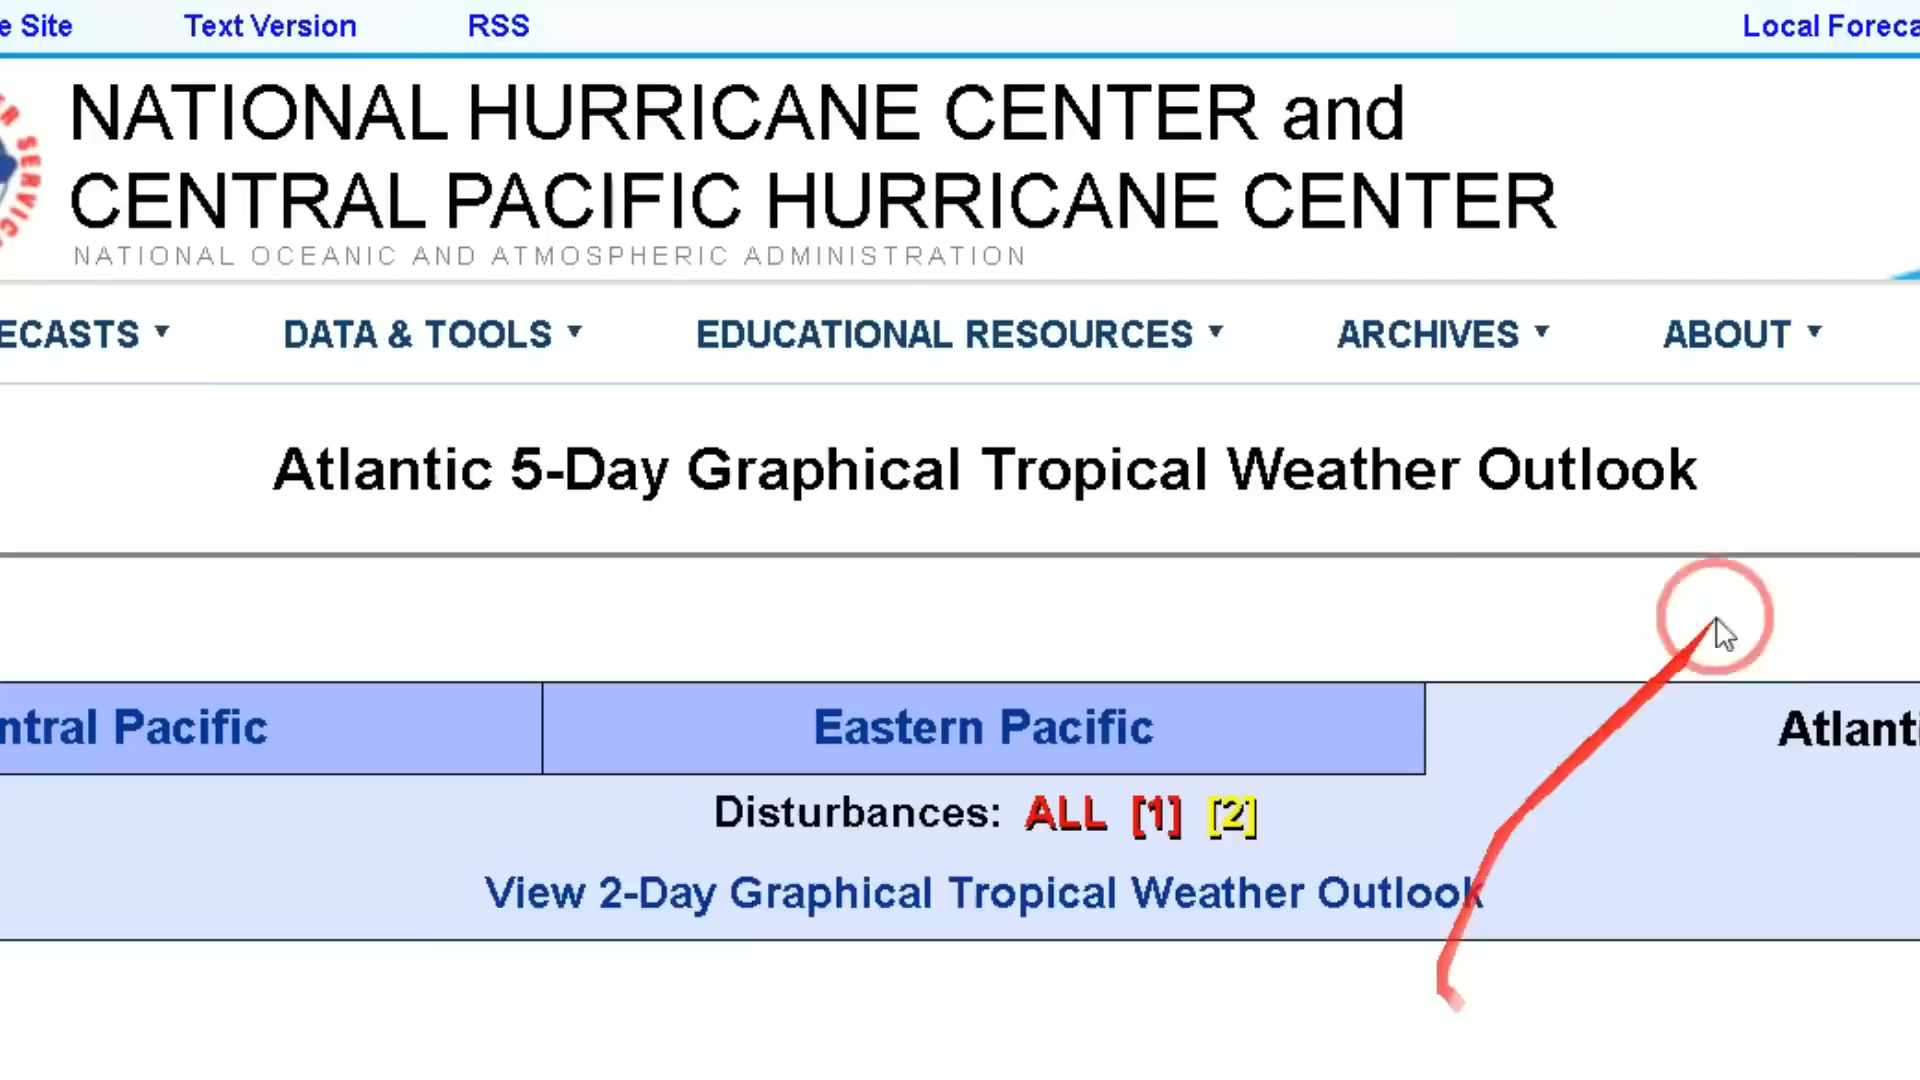 e Site Text Version RSS Local Foreca
ER SERVIC
NATIONAL HURRICANE CENTER and
CENTRAL PACIFIC HURRICANE CENTER
NATIONAL OCEANIC AND ATMOSPHERIC ADMINISTRATION
ECASTS ▾ DATA & TOOLS ▾ EDUCATIONAL RESOURCES ▾ ARCHIVES ▾ ABOUT ▾
Atlantic 5-Day Graphical Tropical Weather Outlook
ntral Pacific Eastern Pacific Atlanti
Disturbances: ALL [1] [2]
View 2-Day Graphical Tropical Weather Outlook